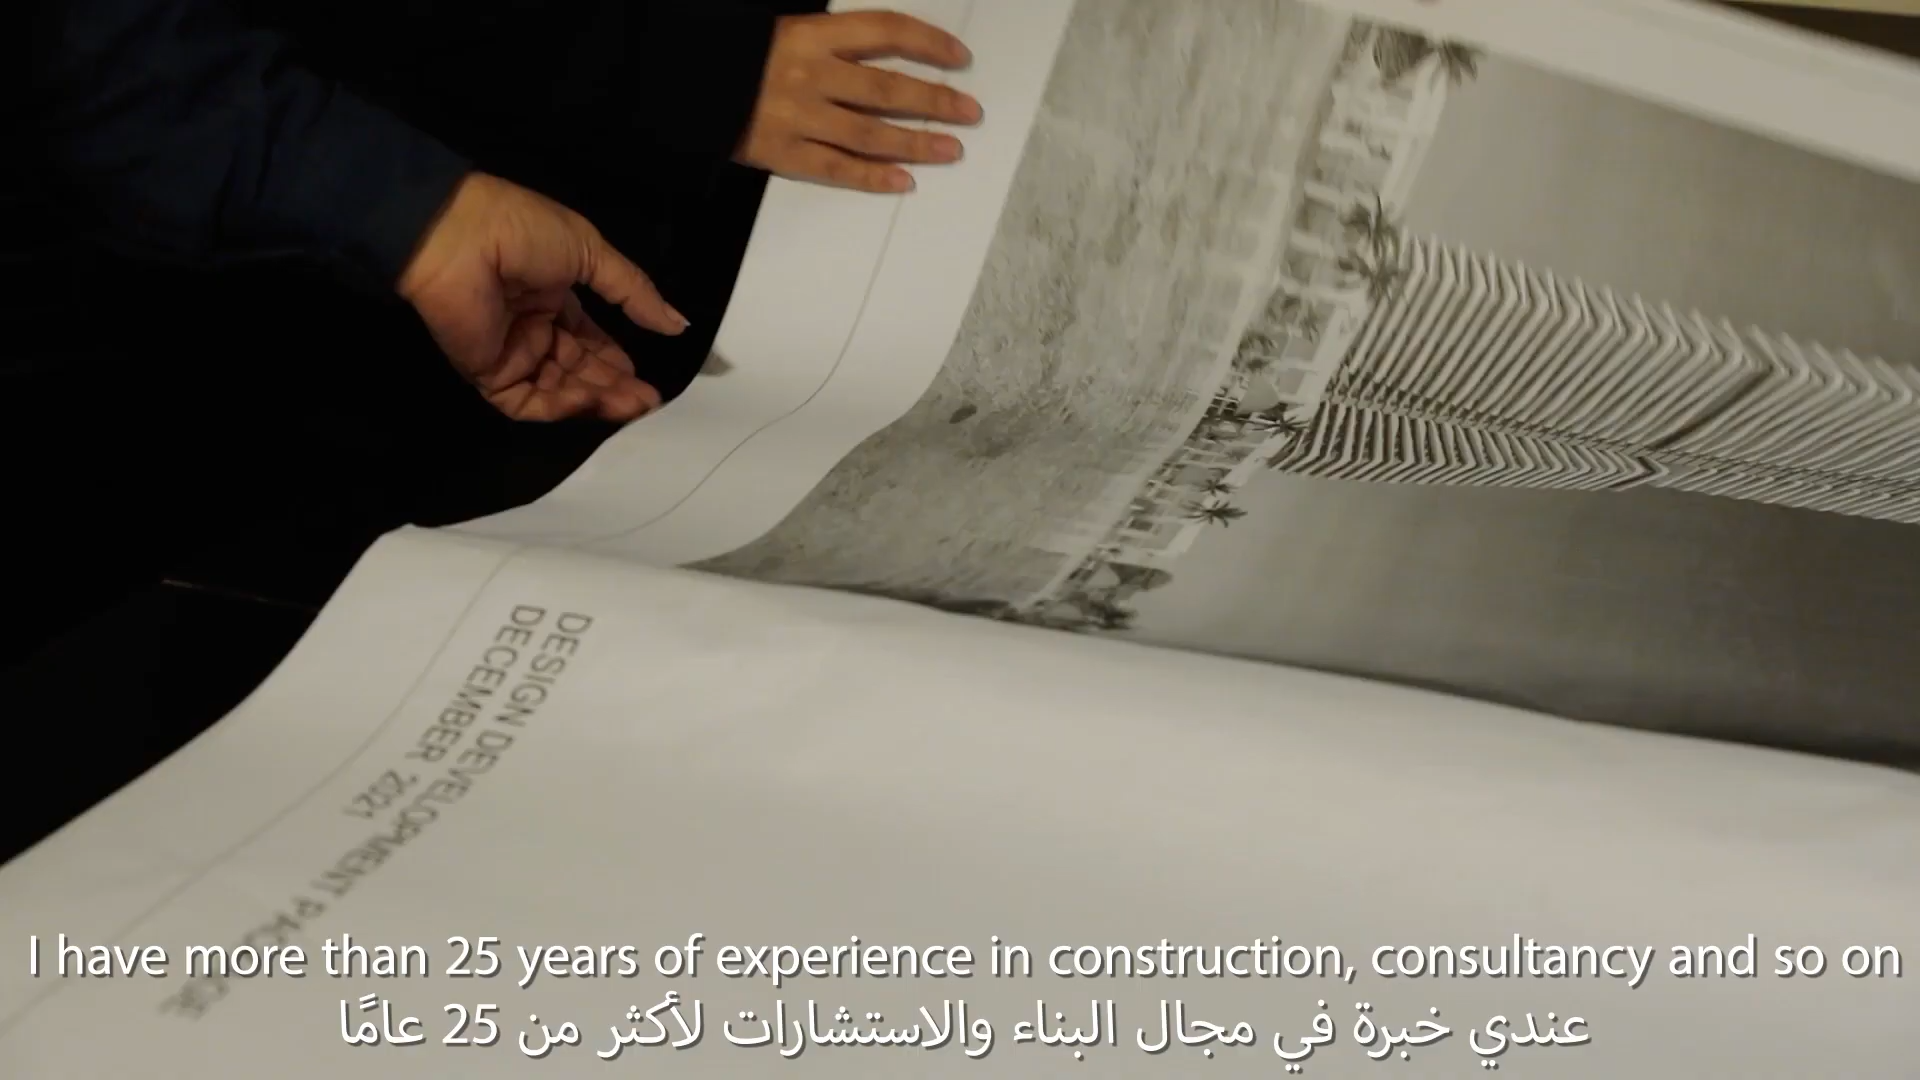 DESIGN DEVELOPMENT PACKAGE
DECEMBER 2021
I have more than 25 years of experience in construction, consultancy and so on
عندي خبرة في مجال البناء والاستشارات لأكثر من 25 عامًا